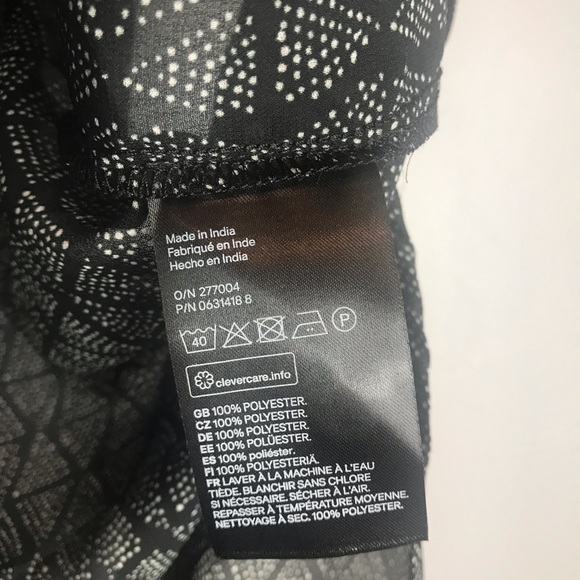 Made in India
Fabriqué en Inde
Hecho en India
O/N 277004
P/N 0631418 8
40 P
clevercare.info
GB 100% POLYESTER.
CZ 100% POLYESTER.
DE 100% POLYESTER.
EE 100% POLÜESTER.
ES 100% poliéster.
FI 100% POLYESTERIÄ.
FR LAVER À LA MACHINE À L'EAU
TIÈDE. BLANCHIR SANS CHLORE
SI NÉCESSAIRE. SÉCHER À L'AIR.
REPASSER À TEMPÉRATURE MOYENNE.
NETTOYAGE À SEC. 100% POLYESTER.